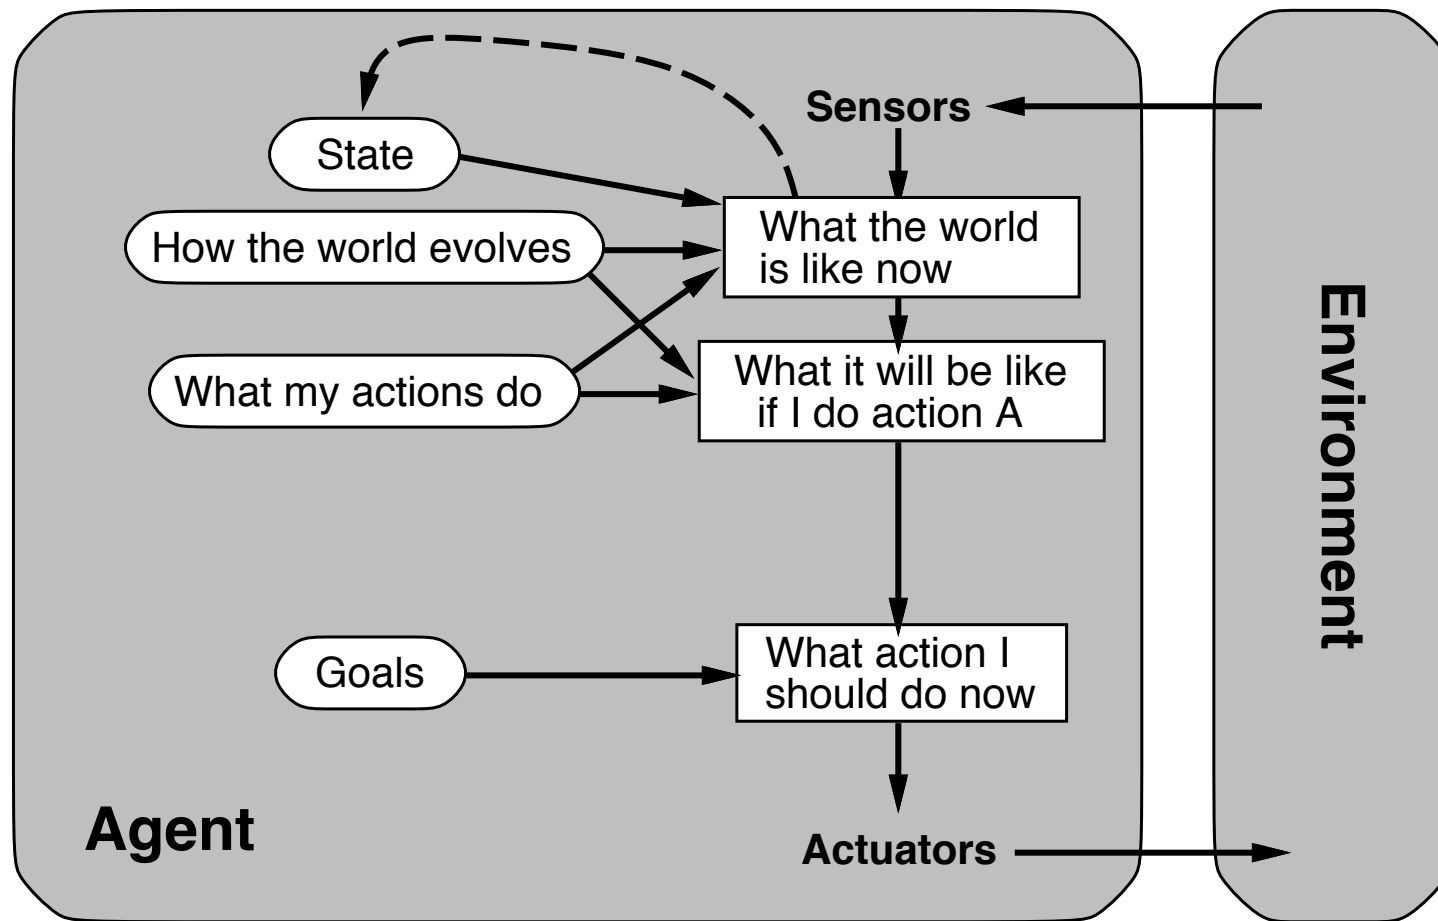 Sensors
State
What the world
is like now
How the world evolves
What it will be like
if I do action A
What my actions do
Environment
What action I
should do now
Goals
Agent
Actuators